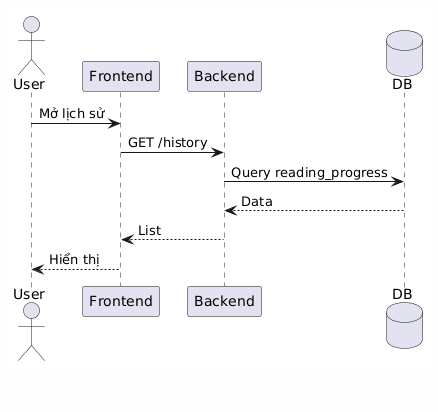 User
Frontend
Backend
DB
Mở lịch sử
GET /history
Query reading_progress
Data
List
Hiển thị
User
Frontend
Backend
DB